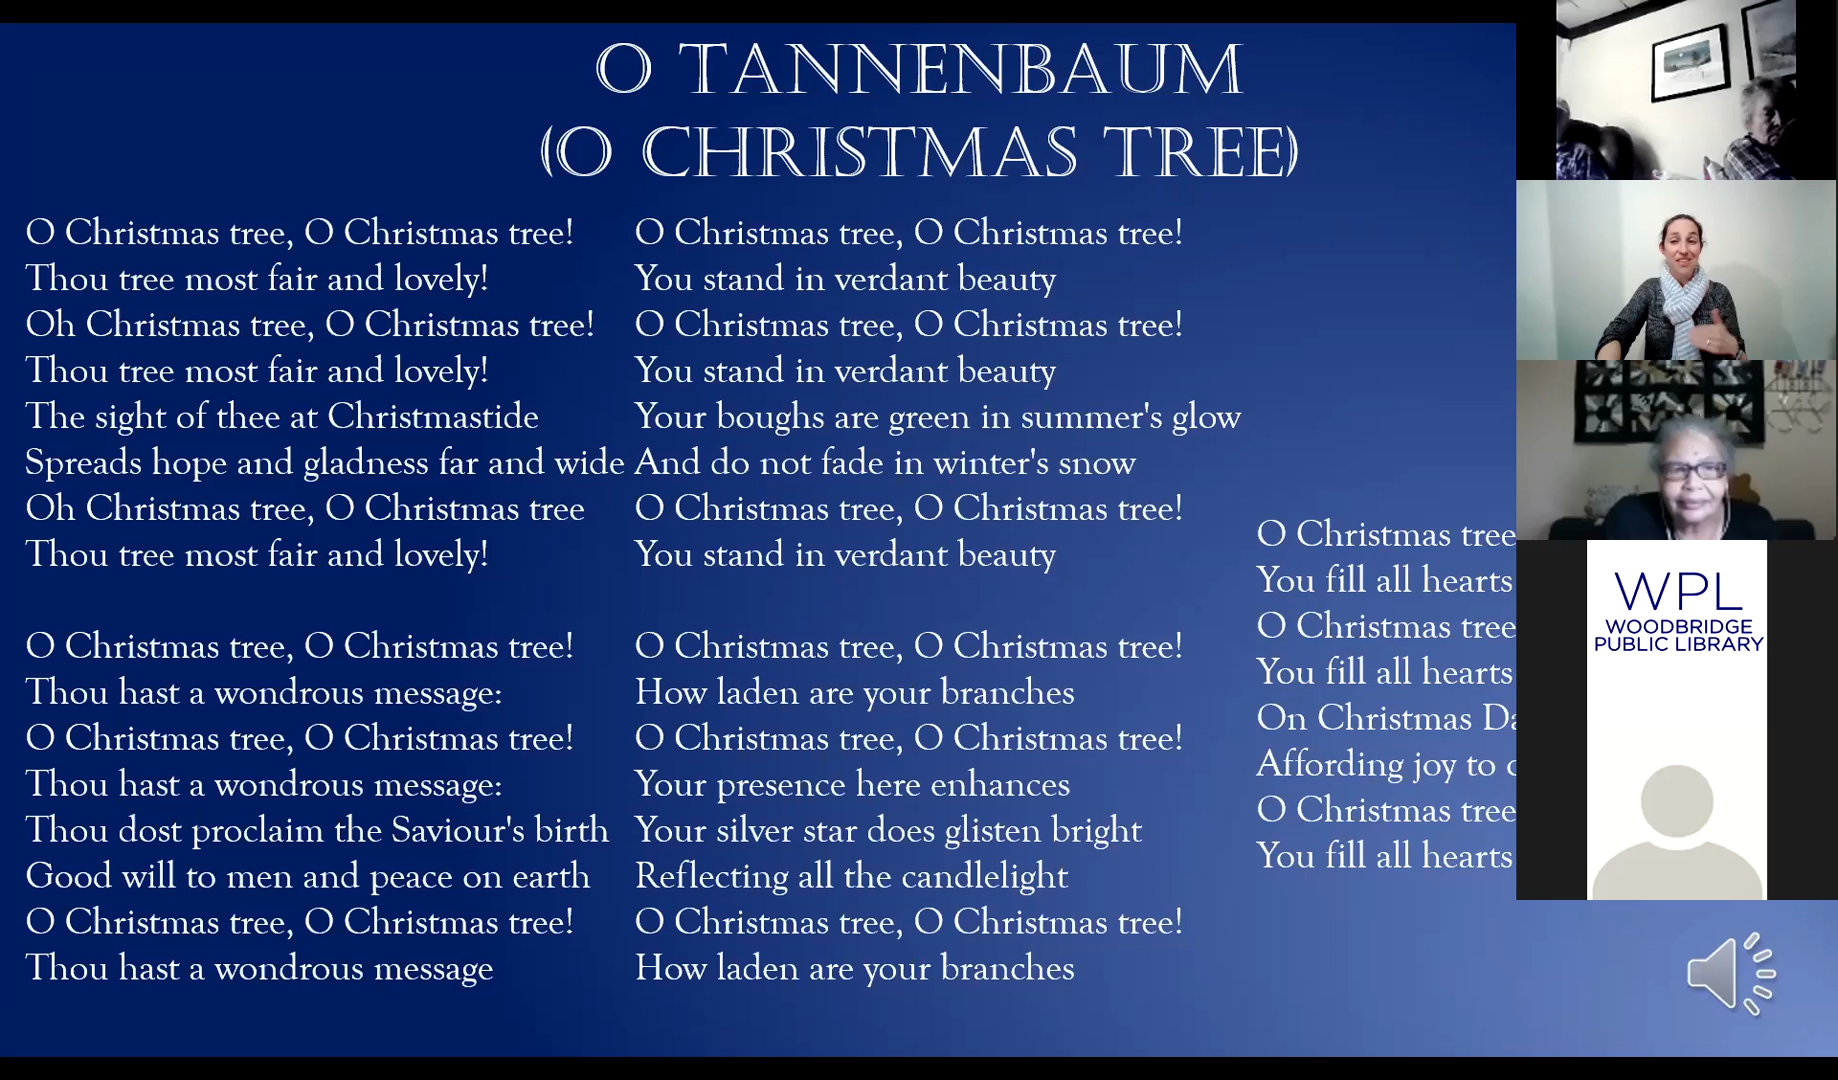 O TANNENBAUM
(O CHRISTMAS TREE)
O Christmas tree, O Christmas tree!
Thou tree most fair and lovely!
Oh Christmas tree, O Christmas tree!
Thou tree most fair and lovely!
The sight of thee at Christmastide
Spreads hope and gladness far and wide
Oh Christmas tree, O Christmas tree
Thou tree most fair and lovely!
O Christmas tree, O Christmas tree!
Thou hast a wondrous message:
O Christmas tree, O Christmas tree!
Thou hast a wondrous message:
Thou dost proclaim the Saviour's birth
Good will to men and peace on earth
O Christmas tree, O Christmas tree!
Thou hast a wondrous message
O Christmas tree, O Christmas tree!
You stand in verdant beauty
O Christmas tree, O Christmas tree!
You stand in verdant beauty
Your boughs are green in summer's glow
And do not fade in winter's snow
O Christmas tree, O Christmas tree!
You stand in verdant beauty
O Christmas tree, O Christmas tree!
How laden are your branches
O Christmas tree, O Christmas tree!
Your presence here enhances
Your silver star does glisten bright
Reflecting all the candlelight
O Christmas tree, O Christmas tree!
How laden are your branches
O Christmas tree
You fill all hearts
O Christmas tree
You fill all hearts
On Christmas
Affording joy to
O Christmas tree
You fill all hearts
WPL
WOODBRIDGE
PUBLIC LIBRARY